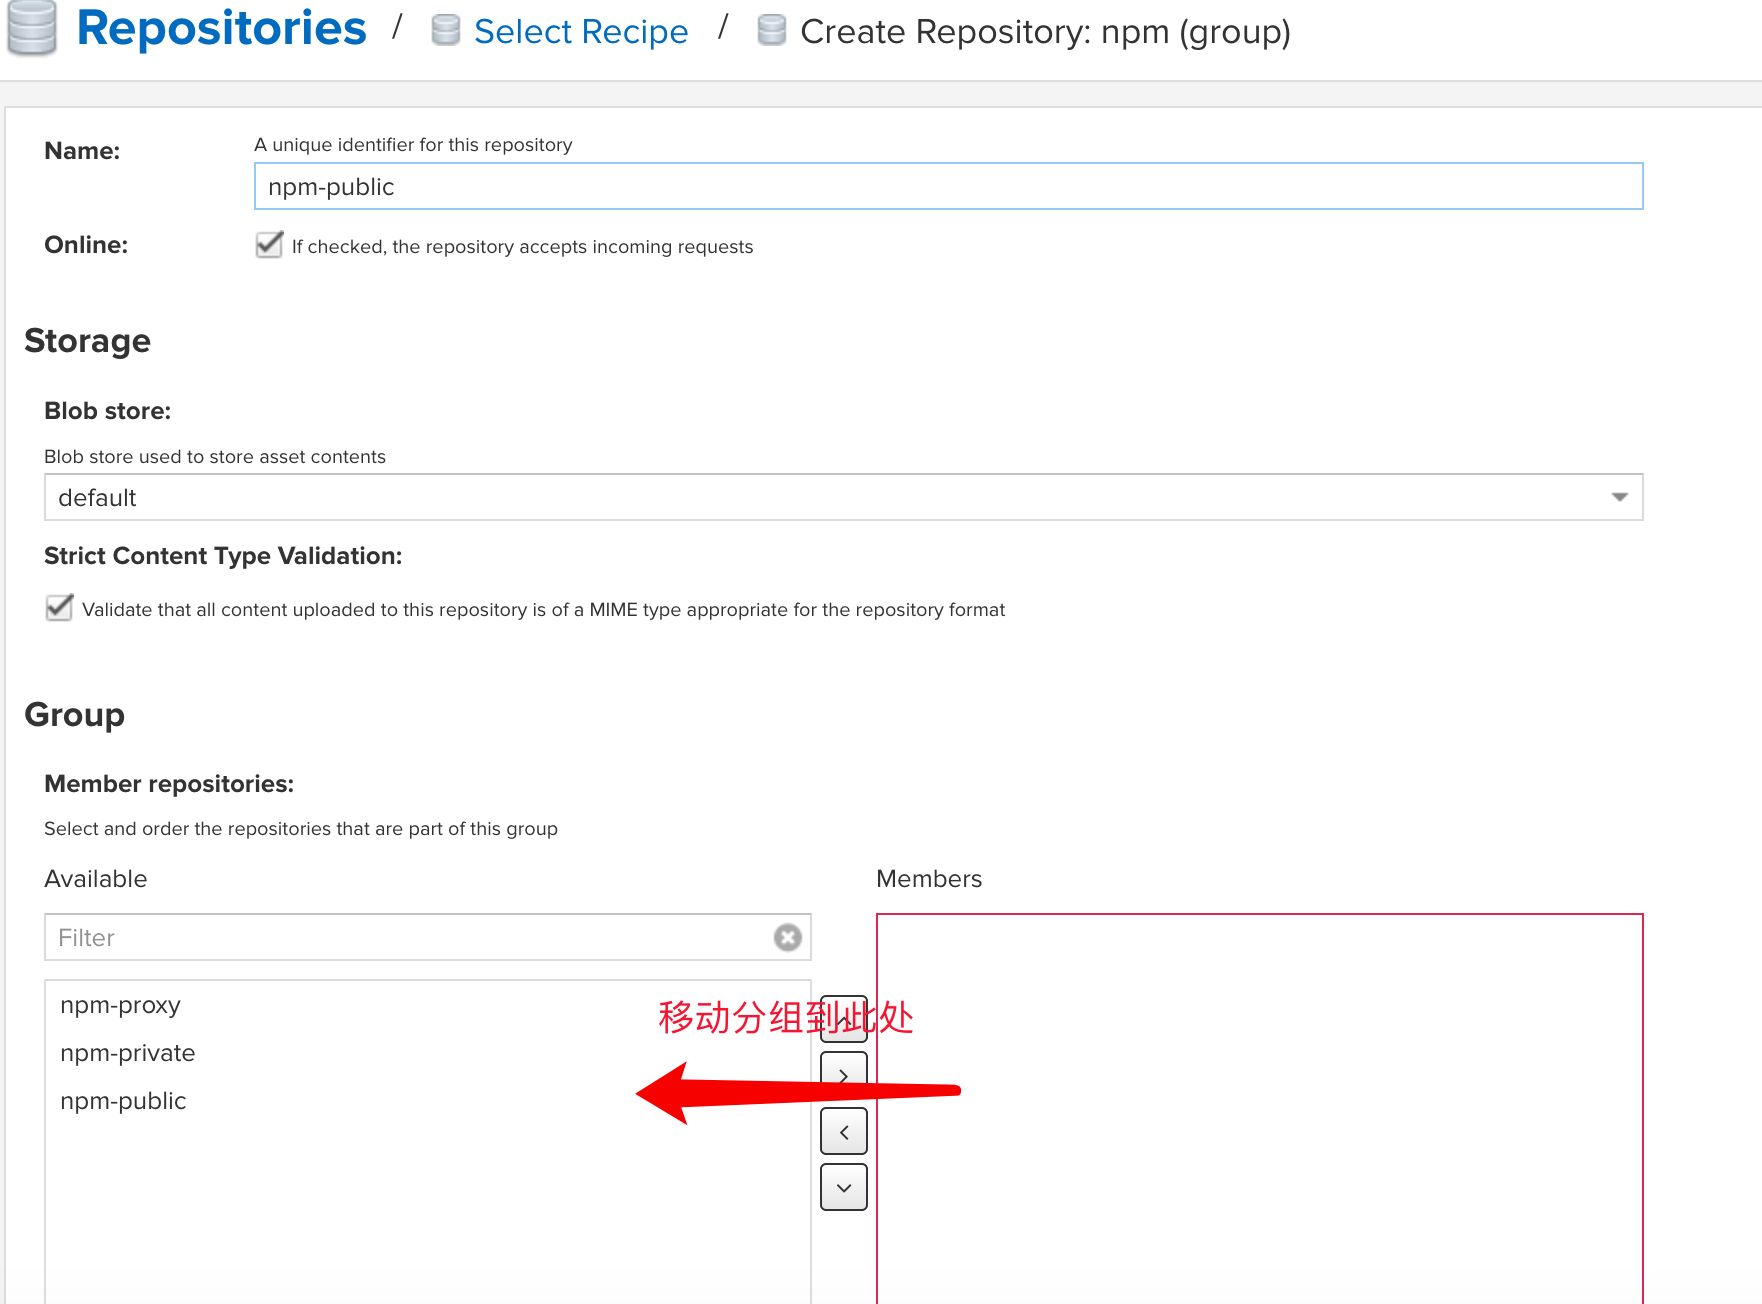 Repositories / Select Recipe / Create Repository: npm (group)
Name:
A unique identifier for this repository
npm-public
Online:
If checked, the repository accepts incoming requests
Storage
Blob store:
Blob store used to store asset contents
default
Strict Content Type Validation:
Validate that all content uploaded to this repository is of a MIME type appropriate for the repository format
Group
Member repositories:
Select and order the repositories that are part of this group
Available
Members
Filter
npm-proxy
移动分组到此处
npm-private
npm-public